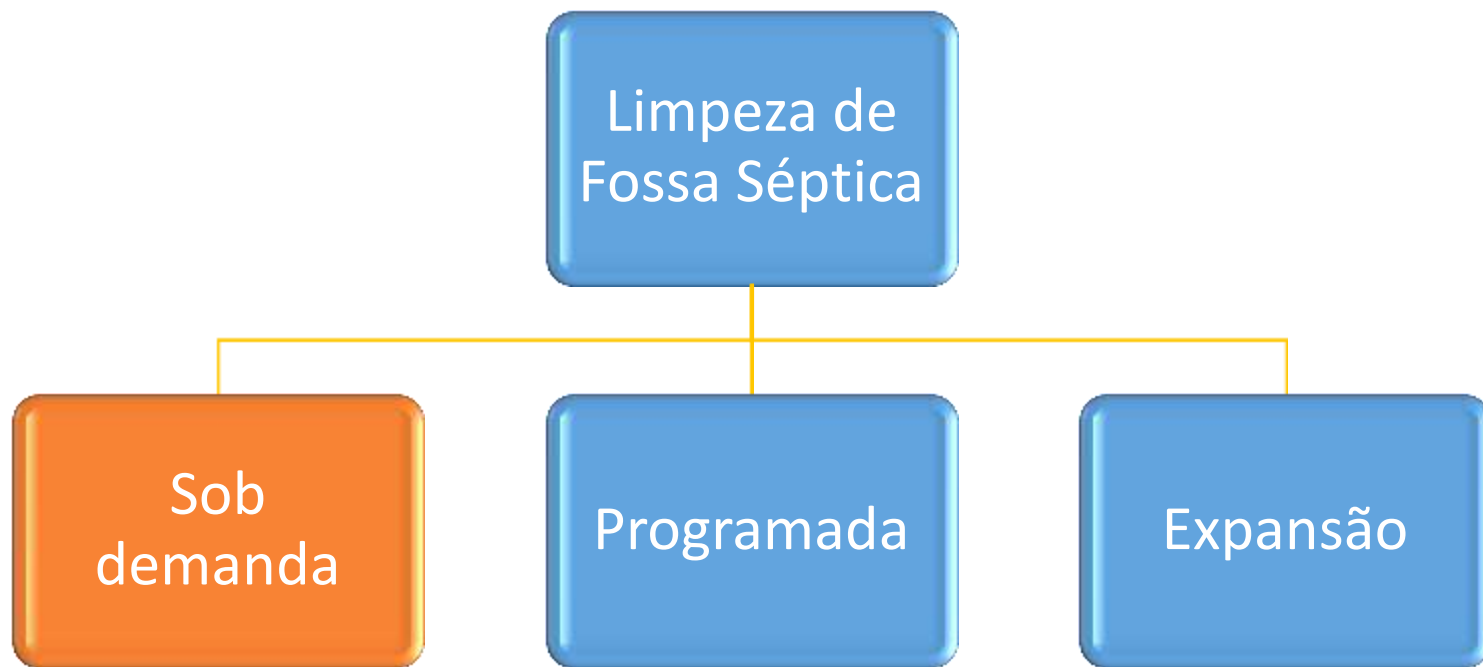 Limpeza de
Fossa Séptica
Sob
demanda
Programada
Expansão